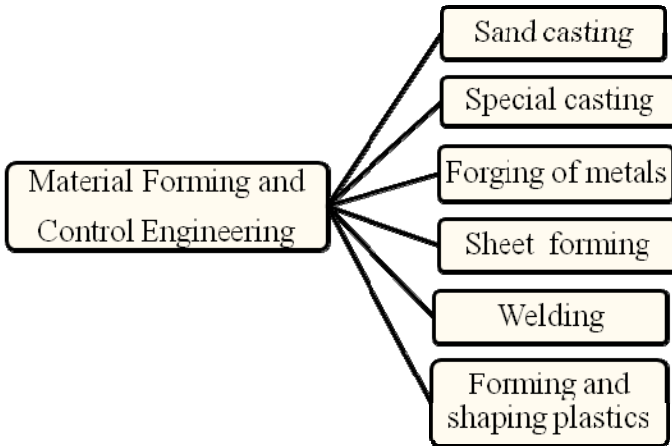 Material Forming and
Control Engineering
Sand casting
Special casting
Forging of metals
Sheet forming
Welding
Forming and
shaping plastics